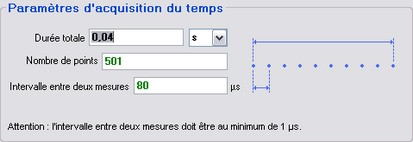 Paramètres d'acquisition du temps
Durée totale 0,04 s
Nombre de points 501
Intervalle entre deux mesures 80 µs
Attention : l'intervalle entre deux mesures doit être au minimum de 1 µs.